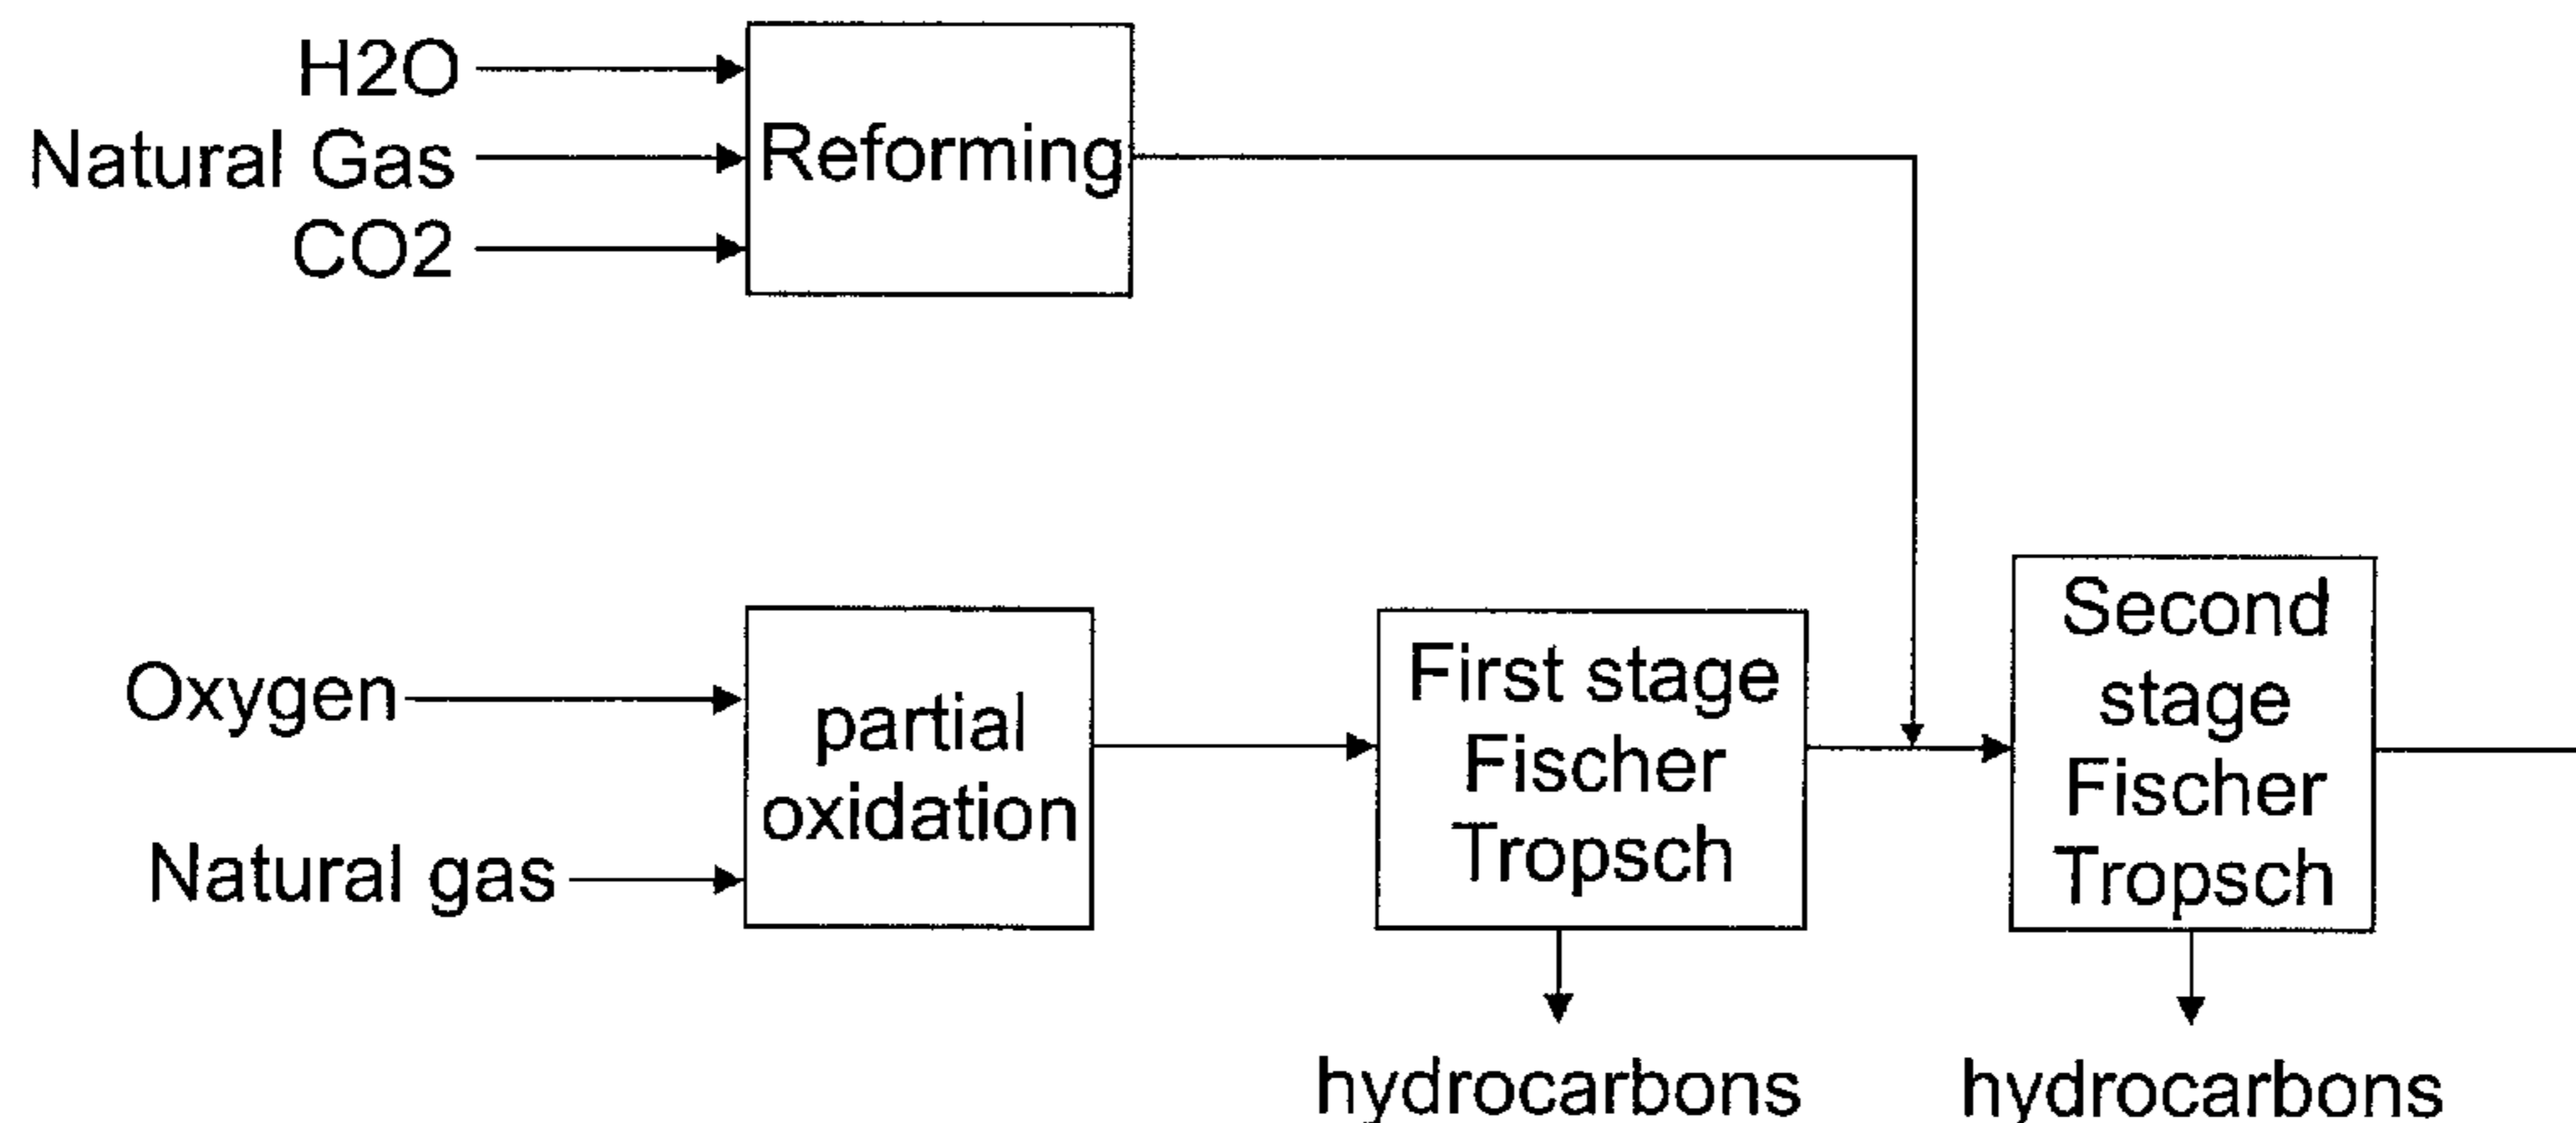 H2O
Natural Gas
CO2
Reforming
Oxygen
Natural gas
partial
oxidation
First stage
Fischer
Tropsch
Second
stage
Fischer
Tropsch
hydrocarbons
hydrocarbons